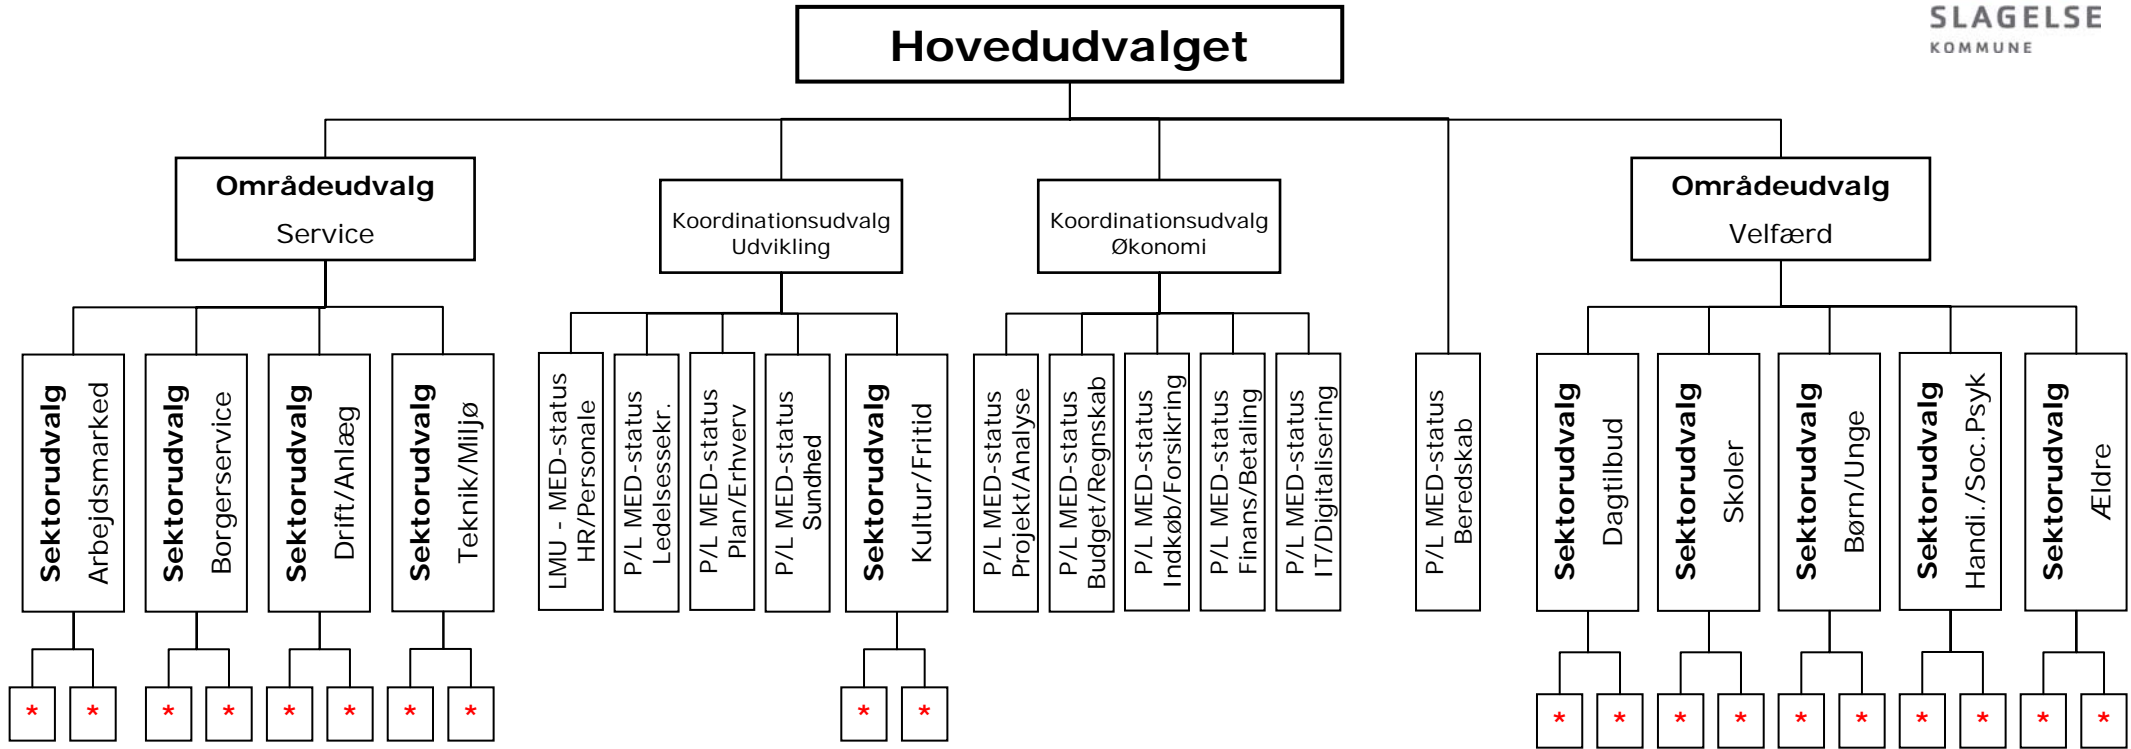 SLAGELSE
KOMMUNE
Hovedudvalget
Områdeudvalg
Service
Koordinationsudvalg
Udvikling
Koordinationsudvalg
Økonomi
Områdeudvalg
Velfærd
Sektorudvalg
Arbejdsmarked
Sektorudvalg
Borgerservice
Sektorudvalg
Drift/Anlæg
Sektorudvalg
Teknik/Miljø
LMU - MED-status
HR/Personale
P/L MED-status
Ledelsessekr.
P/L MED-status
Plan/Erhverv
P/L MED-status
Sundhed
Sektorudvalg
Kultur/Fritid
P/L MED-status
Projekt/Analyse
P/L MED-status
Budget/Regnskab
P/L MED-status
Indkøb/Forsikring
P/L MED-status
Finans/Betaling
P/L MED-status
IT/Digitalisering
P/L MED-status
Beredskab
Sektorudvalg
Dagtilbud
Sektorudvalg
Skoler
Sektorudvalg
Børn/Unge
Sektorudvalg
Handi./Soc.Psyk
Sektorudvalg
Ældre
* * * * * * * * * * * * * * * * * * * *